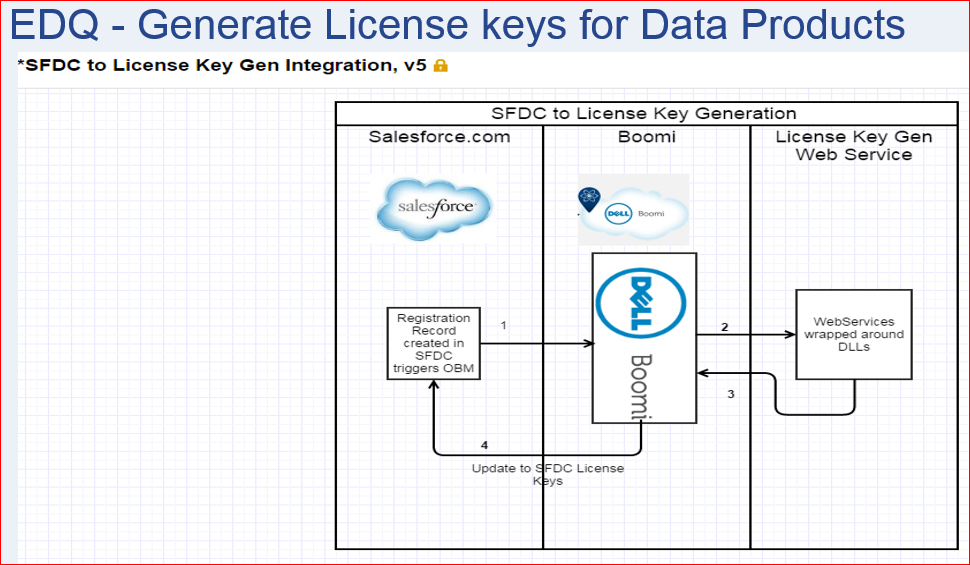 EDQ - Generate License keys for Data Products
*SFDC to License Key Gen Integration, v5
SFDC to License Key Generation
Salesforce.com
Boomi
License Key Gen
Web Service
salesforce
DELL Boomi
DELL
Boomi
Registration
Record
created in
SFDC
triggers OBM
1
2
WebServices
wrapped around
DLLs
3
4
Update to SFDC License
Keys